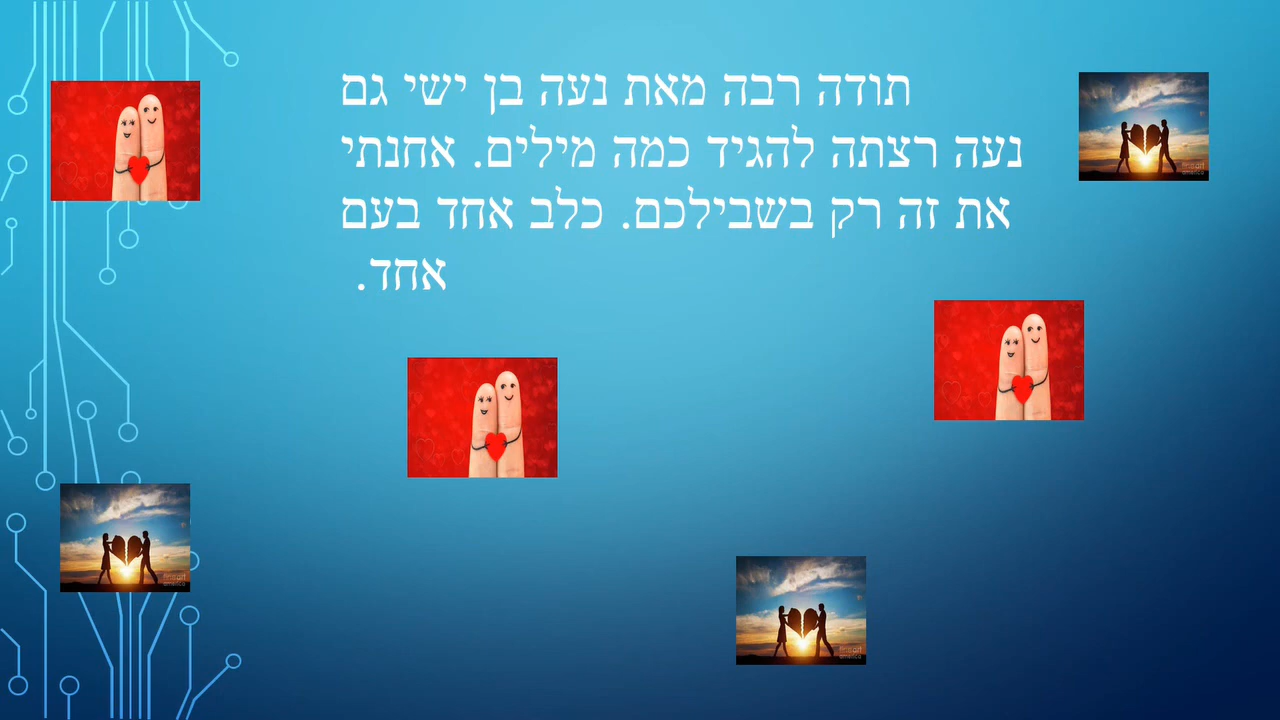 תודה רבה מאת נעה בן ישי גם
נעה רצתה להגיד כמה מילים. אחנתי
את זה רק בשבילכם. כלב אחד בעם
אחד.